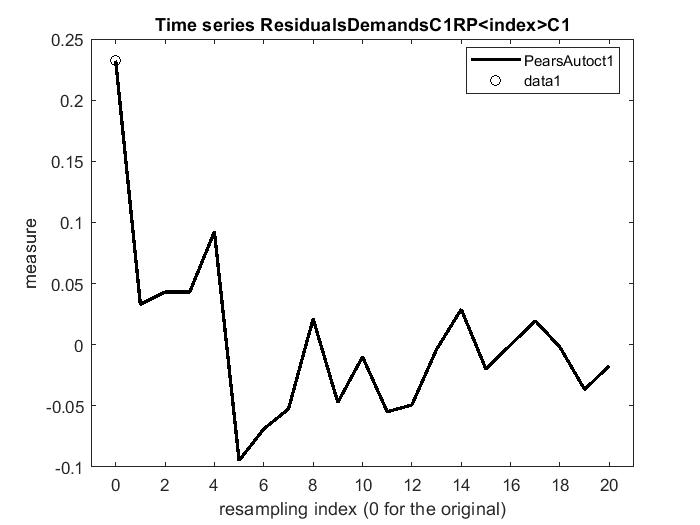 Time series ResidualsDemandsC1RP<index>C1
0.25
PearsAutoct1
data1
0.2
0.15
0.1
0.05
0
-0.05
-0.1
measure
0 2 4 6 8 10 12 14 16 18 20
resampling index (0 for the original)